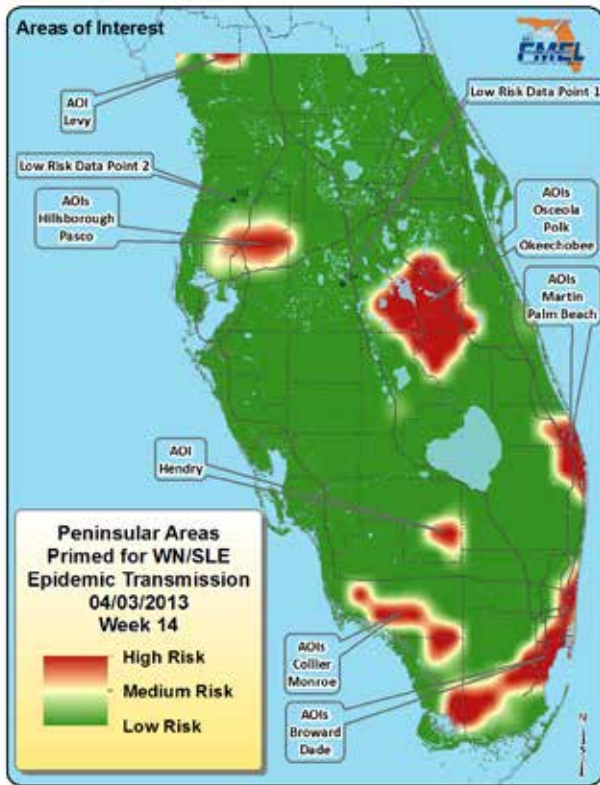 Areas of Interest
FMEL
AOI
Levy
Low Risk Data Point 1
Low Risk Data Point 2
AOIs
Hillsborough
Pasco
AOIs
Osceola
Polk
Okeechobee
AOIs
Martin
Palm Beach
AOI
Hendry
Peninsular Areas
Primed for WN/SLE
Epidemic Transmission
04/03/2013
Week 14
High Risk
Medium Risk
Low Risk
AOIs
Collier
Monroe
AOIs
Broward
Dade
N